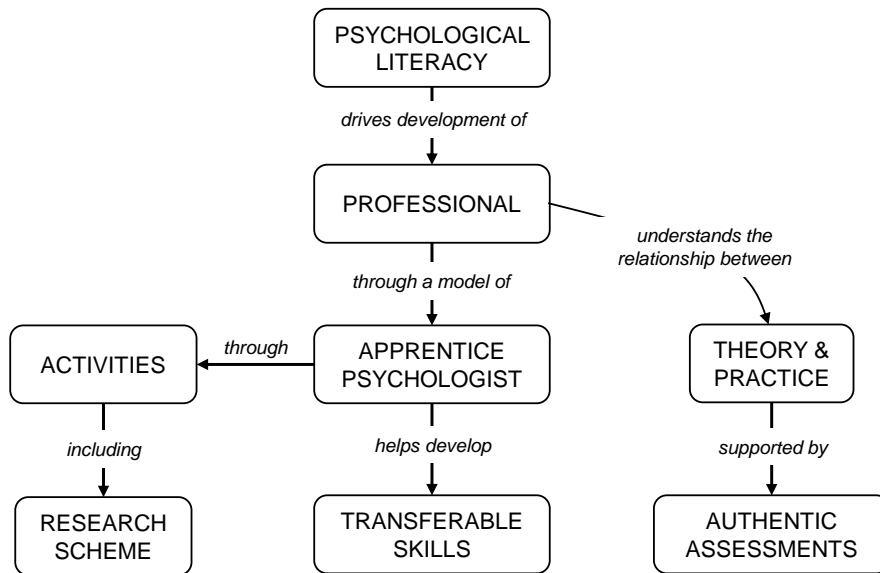 PSYCHOLOGICAL
LITERACY
drives development of
PROFESSIONAL
understands the
relationship between
through a model of
ACTIVITIES
through
APPRENTICE
PSYCHOLOGIST
THEORY &
PRACTICE
including
helps develop
supported by
RESEARCH
SCHEME
TRANSFERABLE
SKILLS
AUTHENTIC
ASSESSMENTS